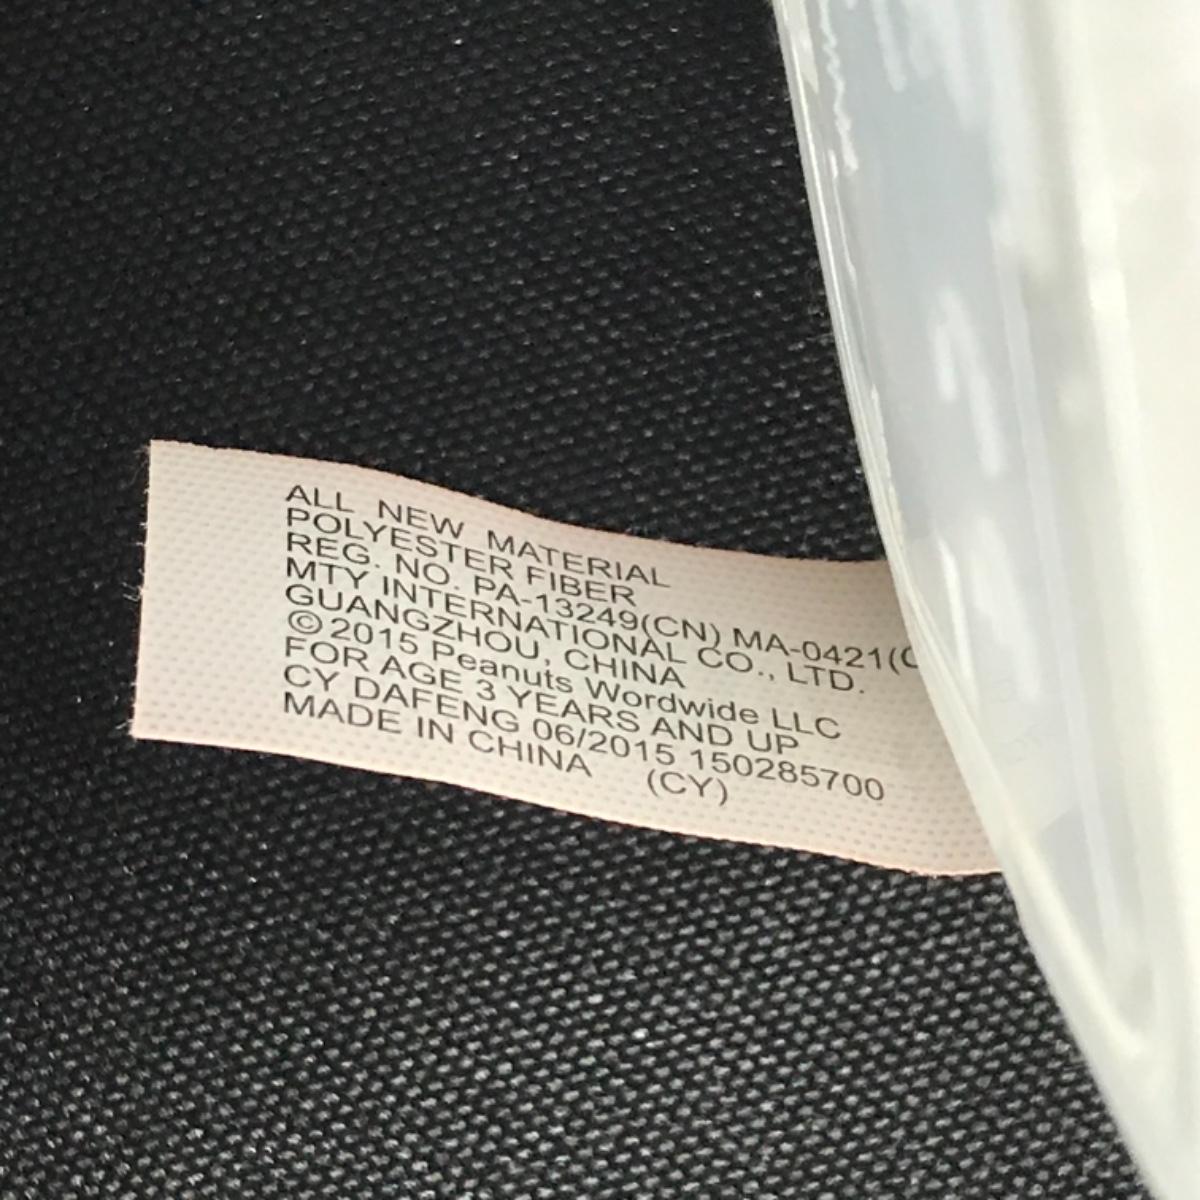 ALL NEW MATERIAL
POLYESTER FIBER
REG. NO. PA-13249(CN) MA-0421(C
MTY INTERNATIONAL CO., LTD.
GUANGZHOU, CHINA
©2015 Peanuts Wordwide LLC
FOR AGE 3 YEARS AND UP
CY DAFENG 06/2015 150285700
MADE IN CHINA (CY)